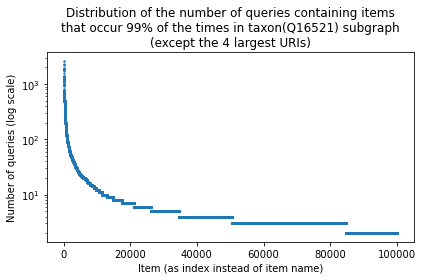 Distribution of the number of queries containing items
that occur 99% of the times in taxon(Q16521) subgraph
(except the 4 largest URIs)
Number of queries (log scale)
10³
10²
10¹
0
20000
40000
60000
80000
100000
Item (as index instead of item name)